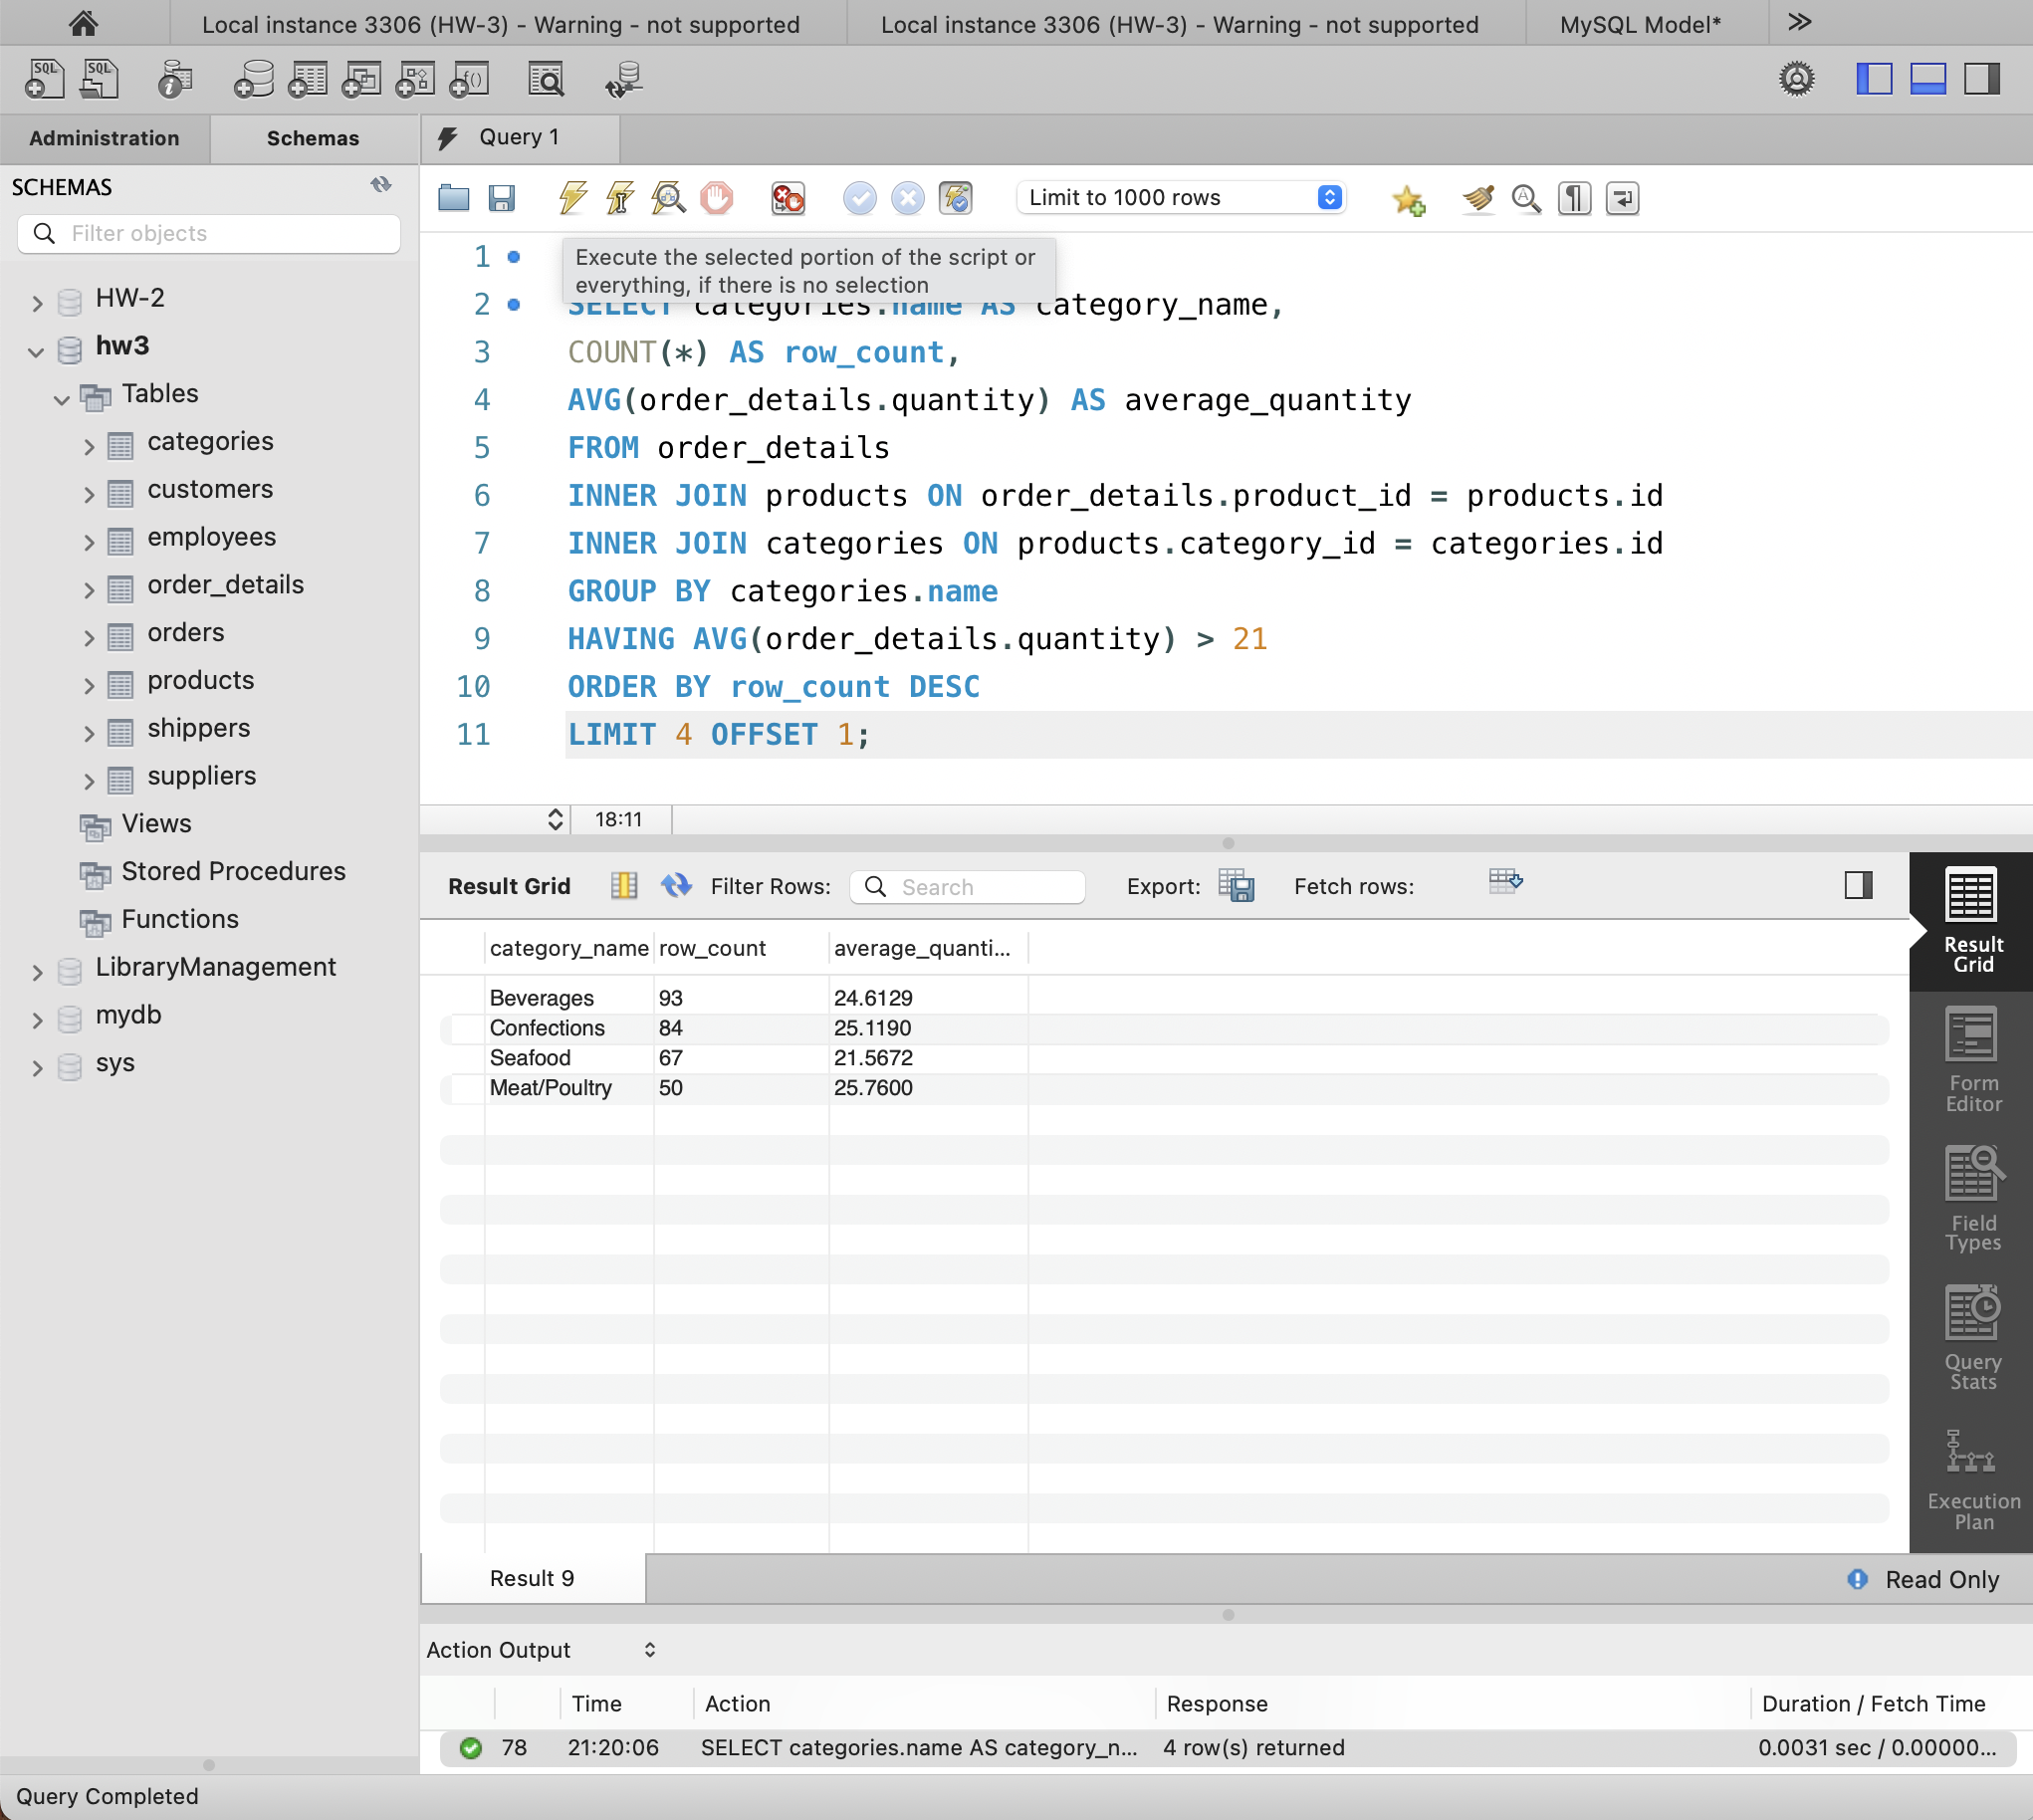 Local instance 3306 (HW-3) - Warning - not supported
Local instance 3306 (HW-3) - Warning - not supported
MySQL Model*
SQL
SQL
Administration
Schemas
Query 1
SCHEMAS
Limit to 1000 rows
Filter objects
HW-2
hw3
Tables
categories
customers
employees
order_details
orders
products
shippers
suppliers
Views
Stored Procedures
Functions
LibraryManagement
mydb
sys
Execute the selected portion of the script or
everything, if there is no selection
1
2 SELECT categories.name AS category_name,
3 COUNT(*) AS row_count,
4 AVG(order_details.quantity) AS average_quantity
5 FROM order_details
6 INNER JOIN products ON order_details.product_id = products.id
7 INNER JOIN categories ON products.category_id = categories.id
8 GROUP BY categories.name
9 HAVING AVG(order_details.quantity) > 21
10 ORDER BY row_count DESC
11 LIMIT 4 OFFSET 1;
18:11
Result Grid Filter Rows: Search Export: Fetch rows:
category_name row_count average_quanti...
Beverages 93 24.6129
Confections 84 25.1190
Seafood 67 21.5672
Meat/Poultry 50 25.7600
Result
Grid
Form
Editor
Field
Types
Query
Stats
Execution
Plan
Result 9
Read Only
Action Output
Time Action Response Duration / Fetch Time
78 21:20:06 SELECT categories.name AS category_n... 4 row(s) returned 0.0031 sec / 0.00000...
Query Completed